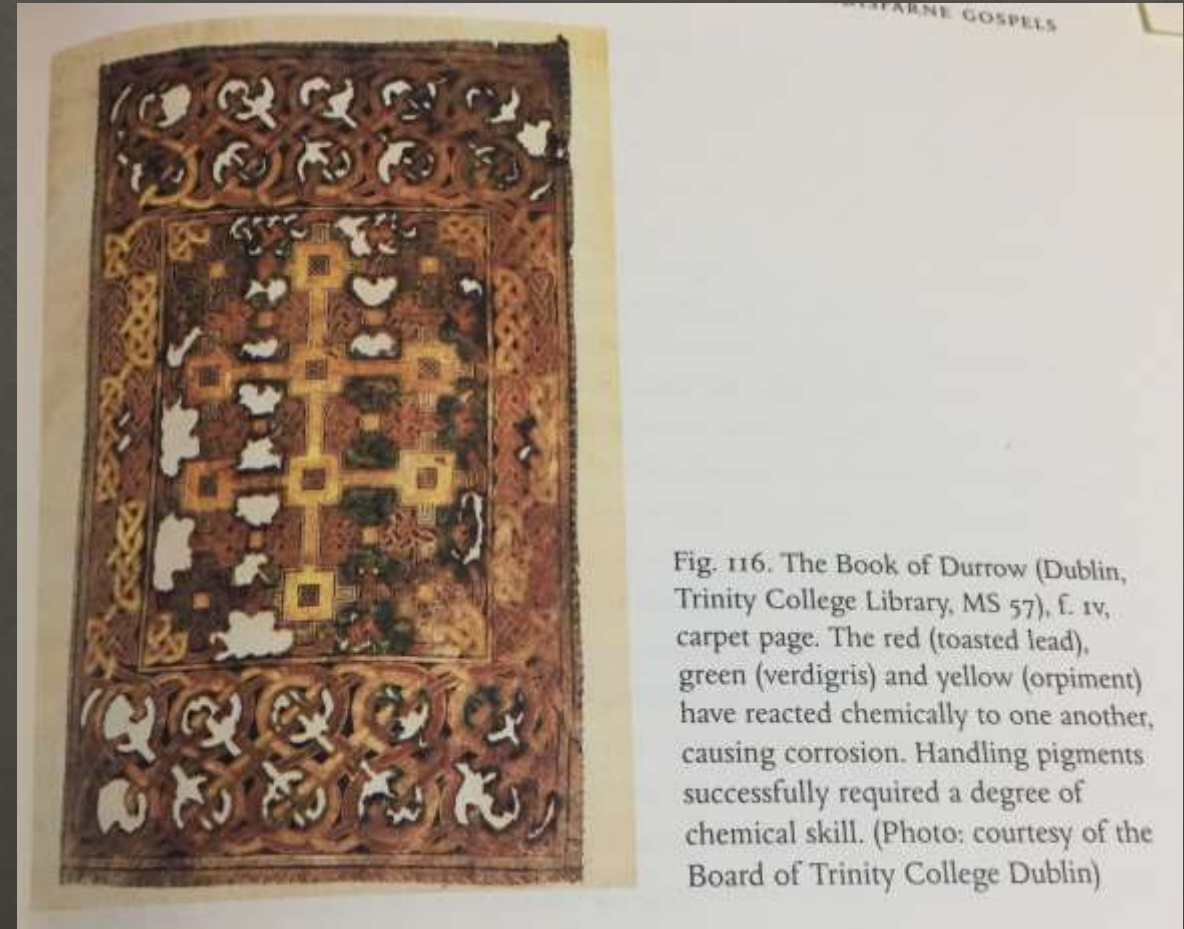 GOSPELS
Fig. 116. The Book of Durrow (Dublin,
Trinity College Library, MS 57), f. 1v,
carpet page. The red (toasted lead),
green (verdigris) and yellow (orpiment)
have reacted chemically to one another,
causing corrosion. Handling pigments
successfully required a degree of
chemical skill. (Photo: courtesy of the
Board of Trinity College Dublin)